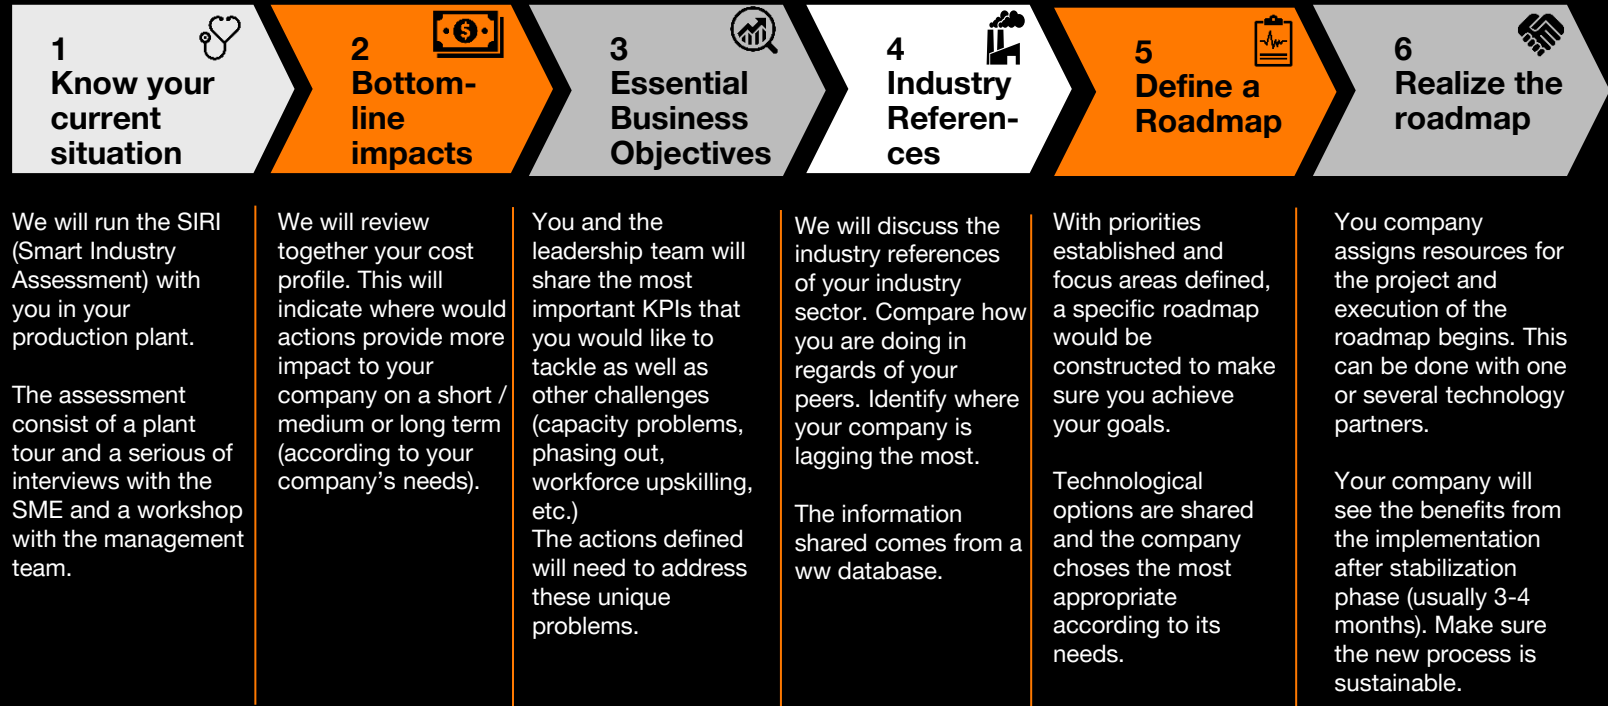 1
Know your
current
situation
2
Bottom-
line
impacts
3
Essential
Business
Objectives
4
Industry
Referen-
ces
5
Define a
Roadmap
6
Realize the
roadmap
We will run the SIRI
(Smart Industry
Assessment) with
you in your
production plant.
The assessment
consist of a plant
tour and a serious of
interviews with the
SME and a workshop
with the management
team.
We will review
together your cost
profile. This will
indicate where would
actions provide more
impact to your
company on a short /
medium or long term
(according to your
company’s needs).
You and the
leadership team will
share the most
important KPIs that
you would like to
tackle as well as
other challenges
(capacity problems,
phasing out,
workforce upskilling,
etc.)
The actions defined
will need to address
these unique
problems.
We will discuss the
industry references
of your industry
sector. Compare how
you are doing in
regards of your
peers. Identify where
your company is
lagging the most.
The information
shared comes from a
ww database.
With priorities
established and
focus areas defined,
a specific roadmap
would be
constructed to make
sure you achieve
your goals.
Technological
options are shared
and the company
choses the most
appropriate
according to its
needs.
You company
assigns resources for
the project and
execution of the
roadmap begins. This
can be done with one
or several technology
partners.
Your company will
see the benefits from
the implementation
after stabilization
phase (usually 3-4
months). Make sure
the new process is
sustainable.